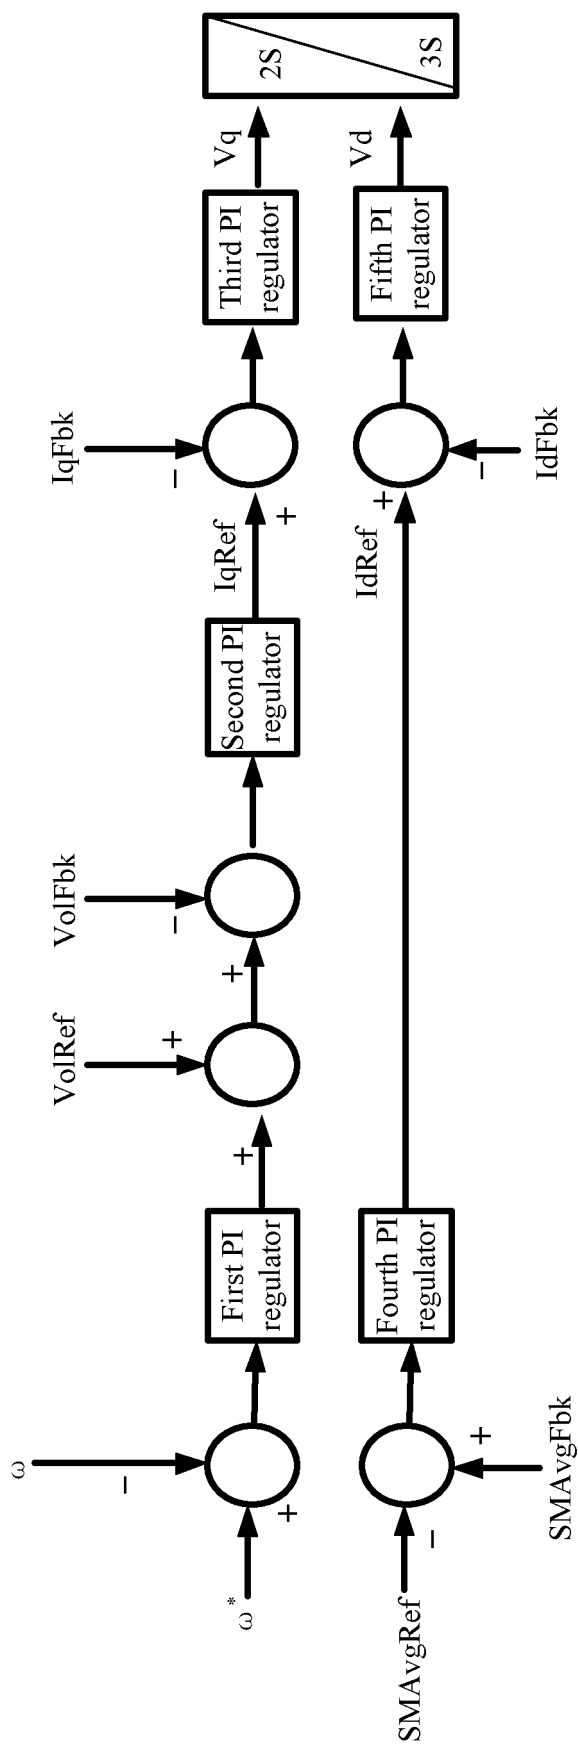 ω
−
ω*
+
First PI
regulator
+
VolRef
+
VolFbk
−
+
Second PI
regulator
IqRef
+
IqFbk
−
Third PI
regulator
Vq
2S
3S
SMAvgRef
−
SMAvgFbk
+
Fourth PI
regulator
IdRef
+
IdFbk
−
Fifth PI
regulator
Vd